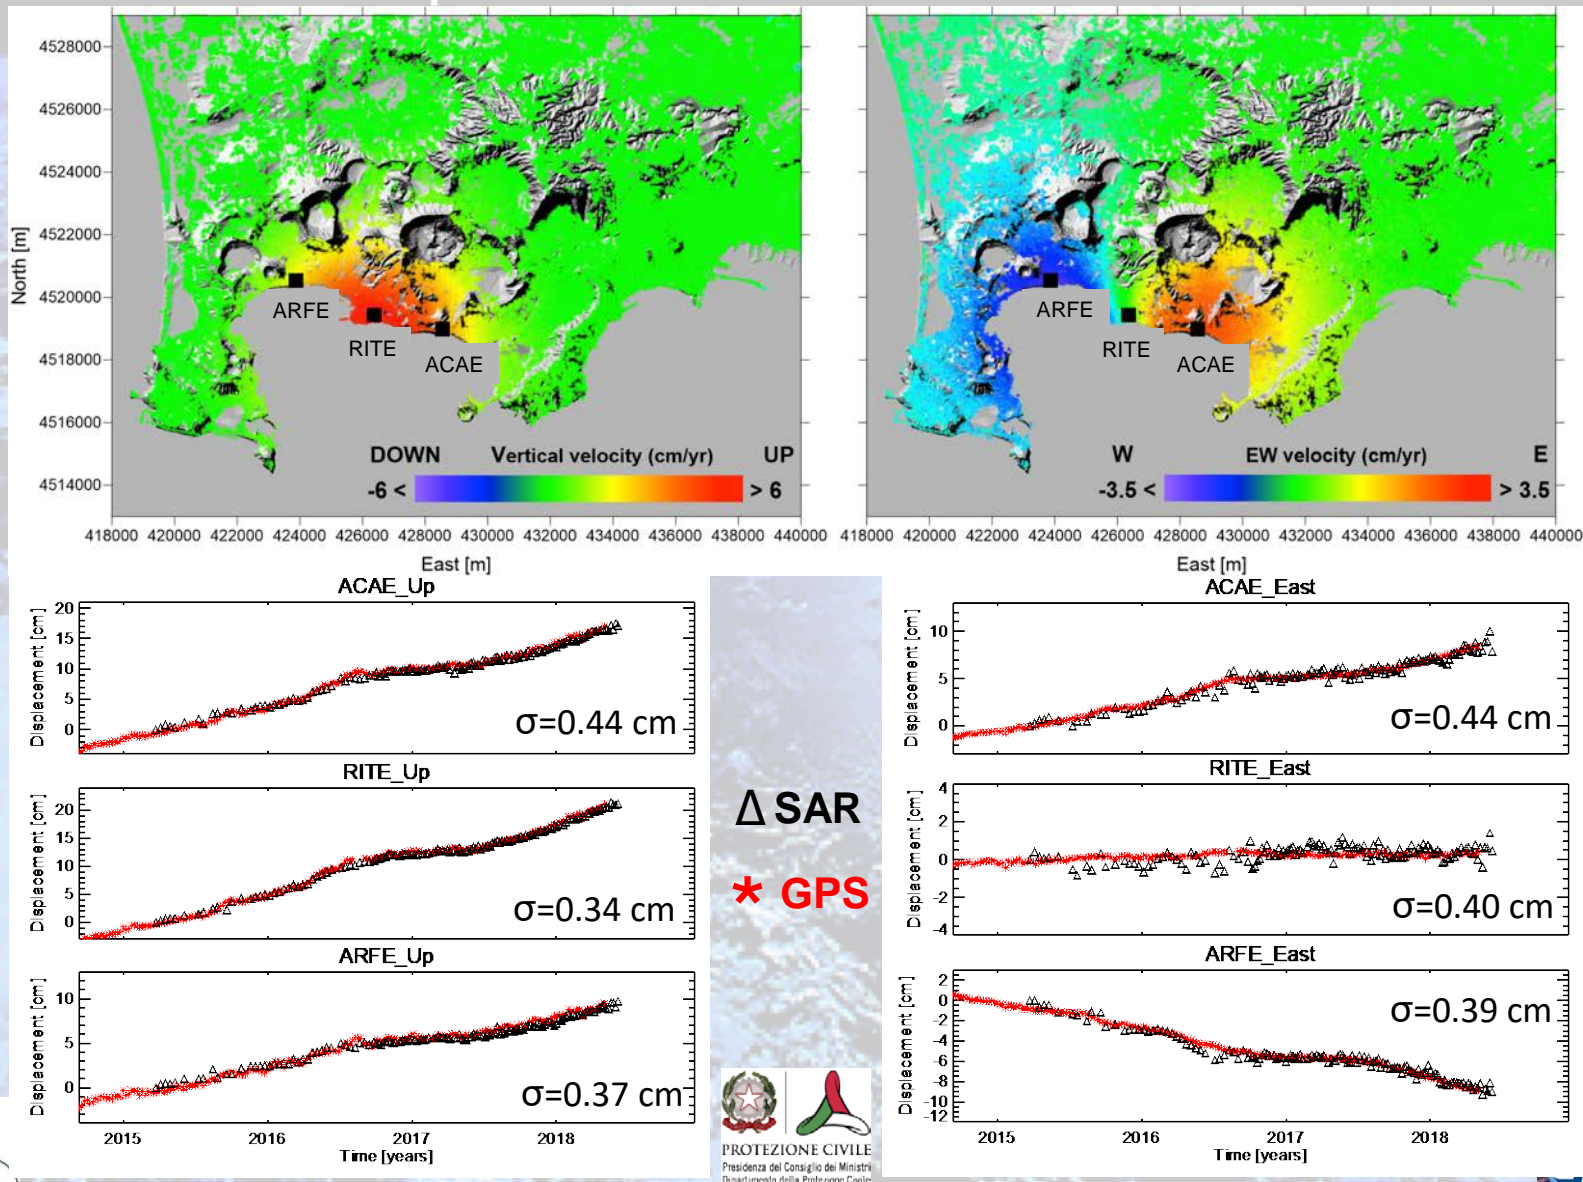 4528000
4526000
4524000
4522000
4520000
4518000
4516000
4514000
North [m]
ARFE
RITE
ACAE
DOWN Vertical velocity (cm/yr) UP
-6 < > 6
418000 420000 422000 424000 426000 428000 430000 432000 434000 436000 438000 440000
East [m]
ARFE
RITE
ACAE
W EW velocity (cm/yr) E
-3.5 < > 3.5
418000 420000 422000 424000 426000 428000 430000 432000 434000 436000 438000 440000
East [m]
ACAE_Up
Displacement [cm]
20
15
10
5
0
σ=0.44 cm
RITE_Up
Displacement [cm]
20
15
10
5
0
σ=0.34 cm
ARFE_Up
Displacement [cm]
10
5
0
σ=0.37 cm
2015 2016 2017 2018
Time [years]
Δ SAR
* GPS
PROTEZIONE CIVILE
Presidenza del Consiglio dei Ministri
Dipartimento della Protezione Civile
ACAE_East
Displacement [cm]
10
5
0
σ=0.44 cm
RITE_East
Displacement [cm]
4
2
0
-2
-4
σ=0.40 cm
ARFE_East
Displacement [cm]
2
0
-2
-4
-6
-8
-10
-12
σ=0.39 cm
2015 2016 2017 2018
Time [years]